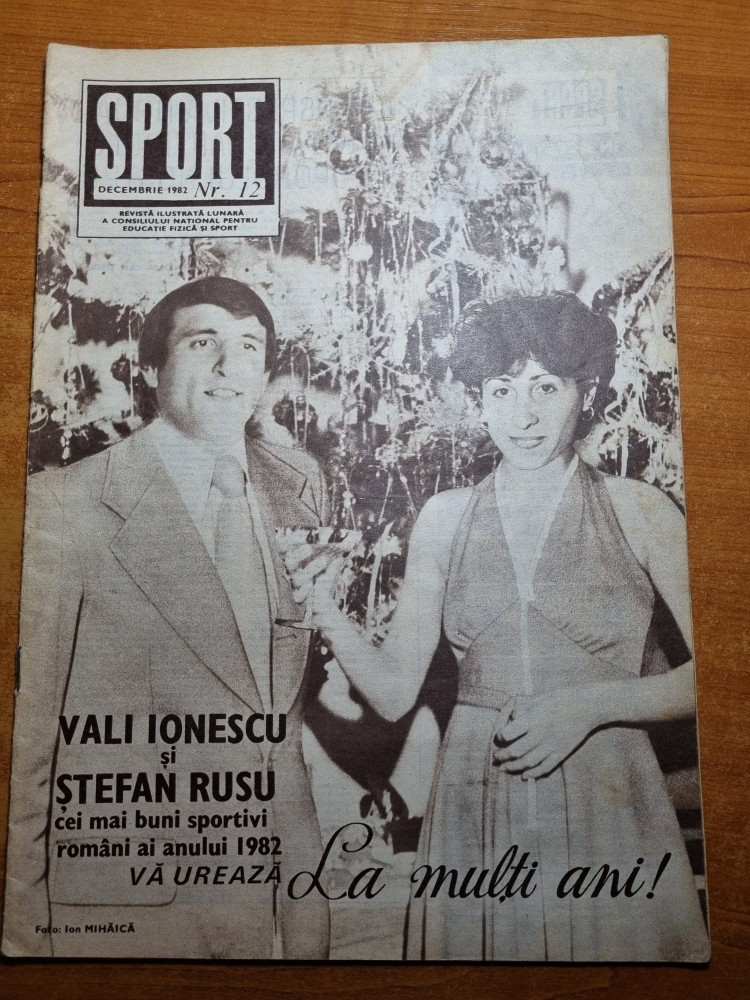 SPORT
DECEMBRIE 1982 Nr. 12
REVISTĂ ILUSTRATĂ LUNARĂ
A CONSILIULUI NAȚIONAL PENTRU
EDUCAȚIE FIZICĂ ȘI SPORT
VALI IONESCU
și
ȘTEFAN RUSU
cei mai buni sportivi
români ai anului 1982
VĂ UREAZĂ La mulți ani!
Foto: Ion MIHĂICĂ